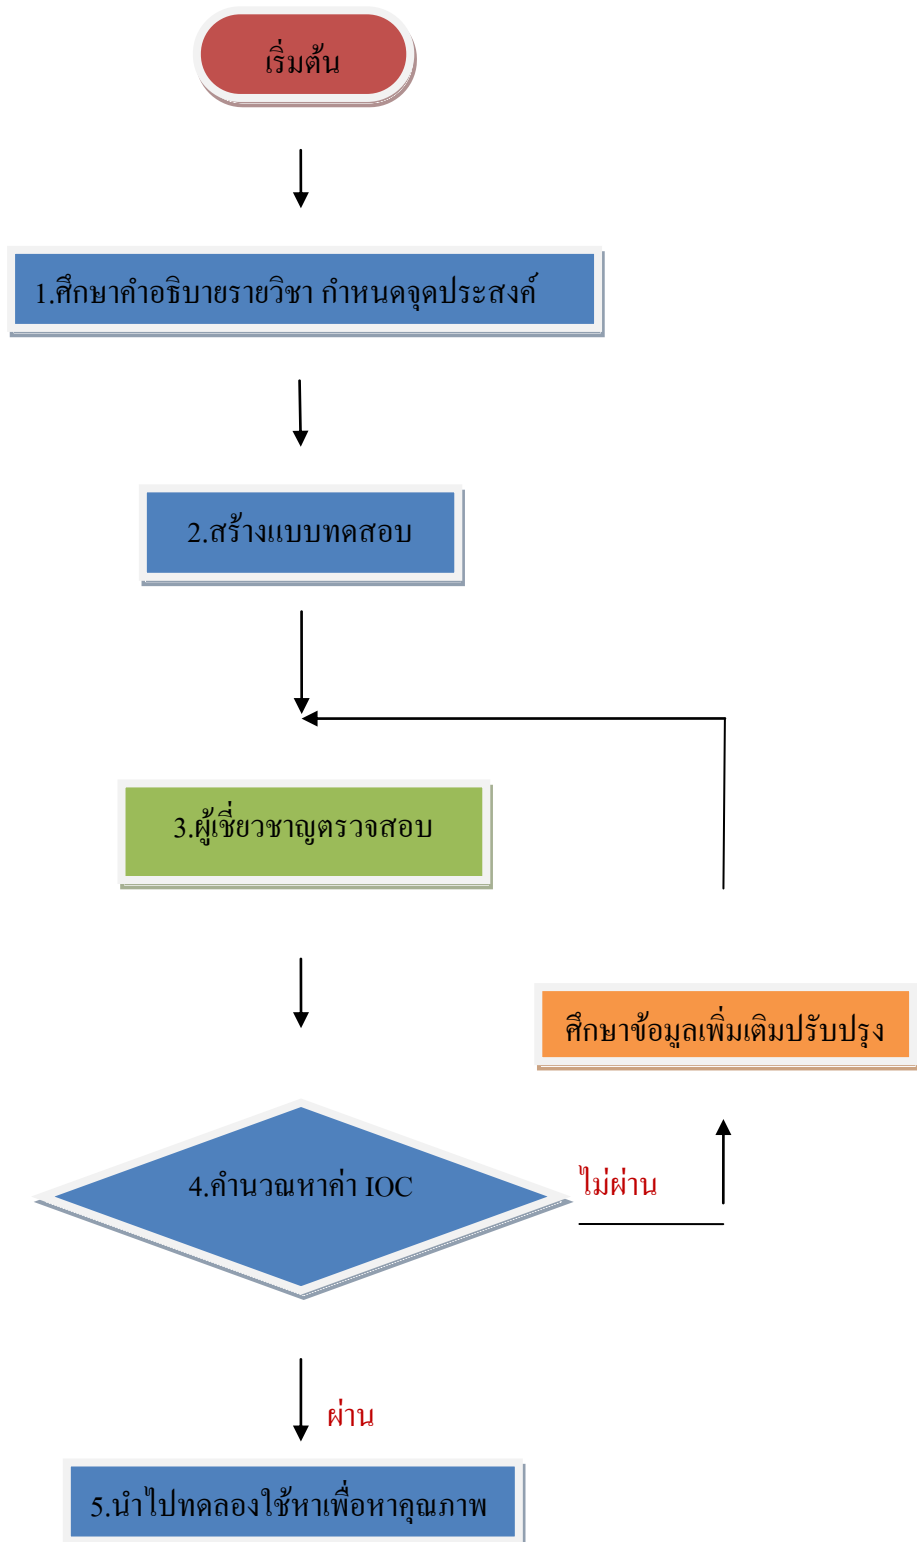 เริ่มต้น
1.ศึกษาคำอธิบายรายวิชา กำหนดจุดประสงค์
2.สร้างแบบทดสอบ
3.ผู้เชี่ยวชาญตรวจสอบ
ศึกษาข้อมูลเพิ่มเติมปรับปรุง
4.คำนวณหาค่า IOC
ไม่ผ่าน
ผ่าน
5.นำไปทดลองใช้หาเพื่อหาคุณภาพ